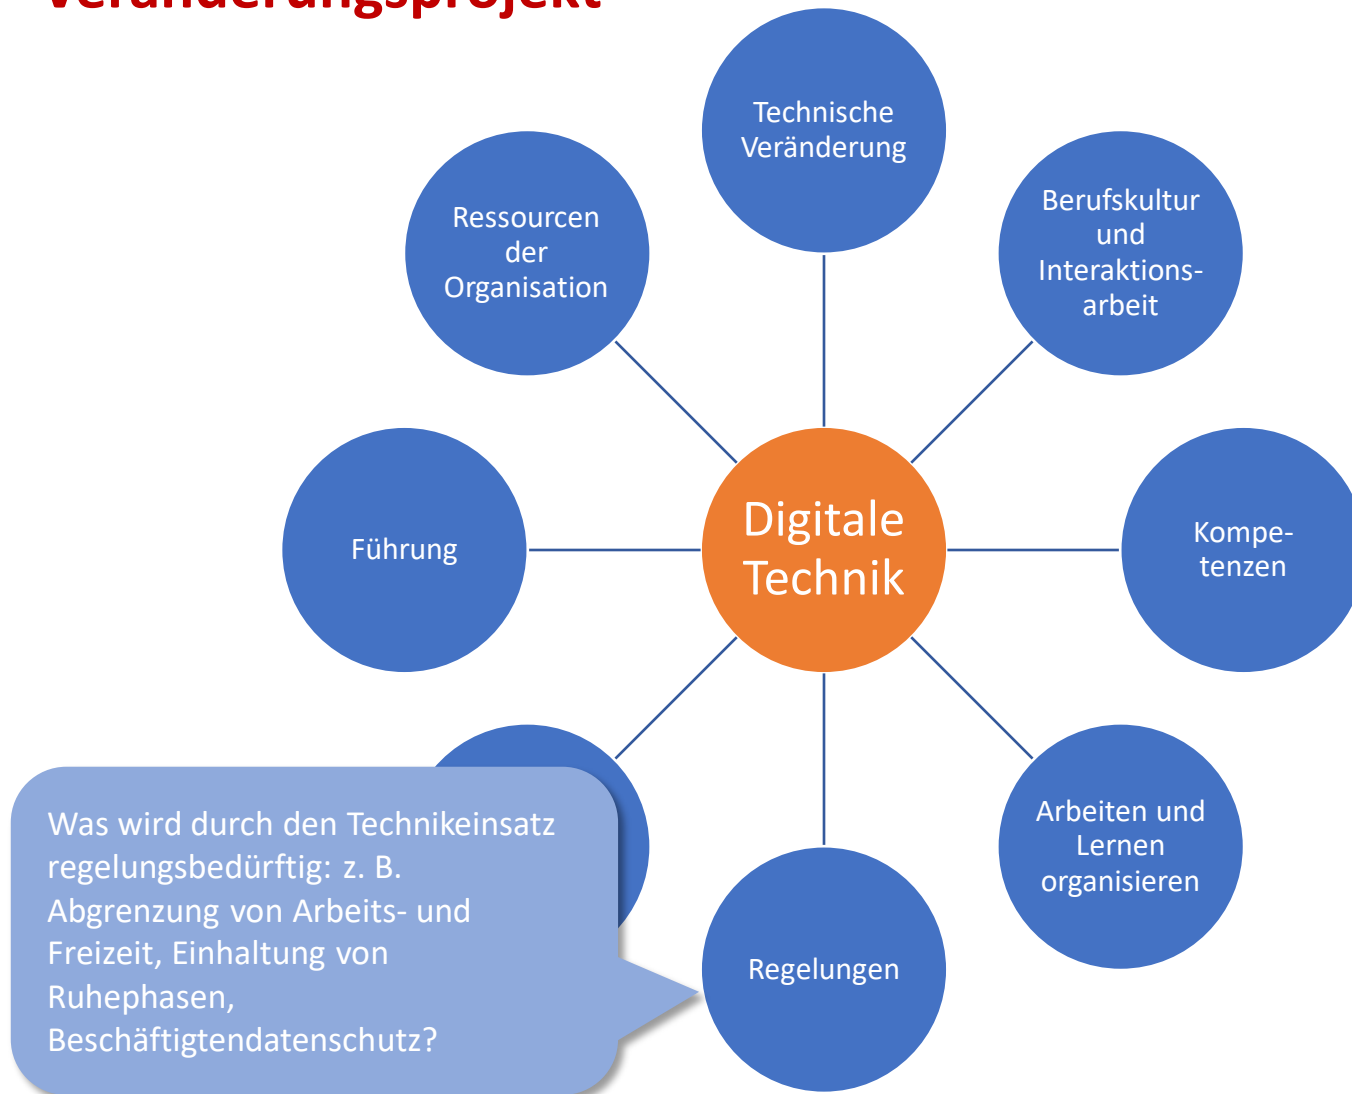 Veränderungsprojekt
Technische
Veränderung
Berufskultur
und
Interaktions-
arbeit
Ressourcen
der
Organisation
Digitale
Technik
Führung
Kompe-
tenzen
Arbeiten und
Lernen
organisieren
Regelungen
Was wird durch den Technikeinsatz
regelungsbedürftig: z. B.
Abgrenzung von Arbeits- und
Freizeit, Einhaltung von
Ruhephasen,
Beschäftigtendatenschutz?